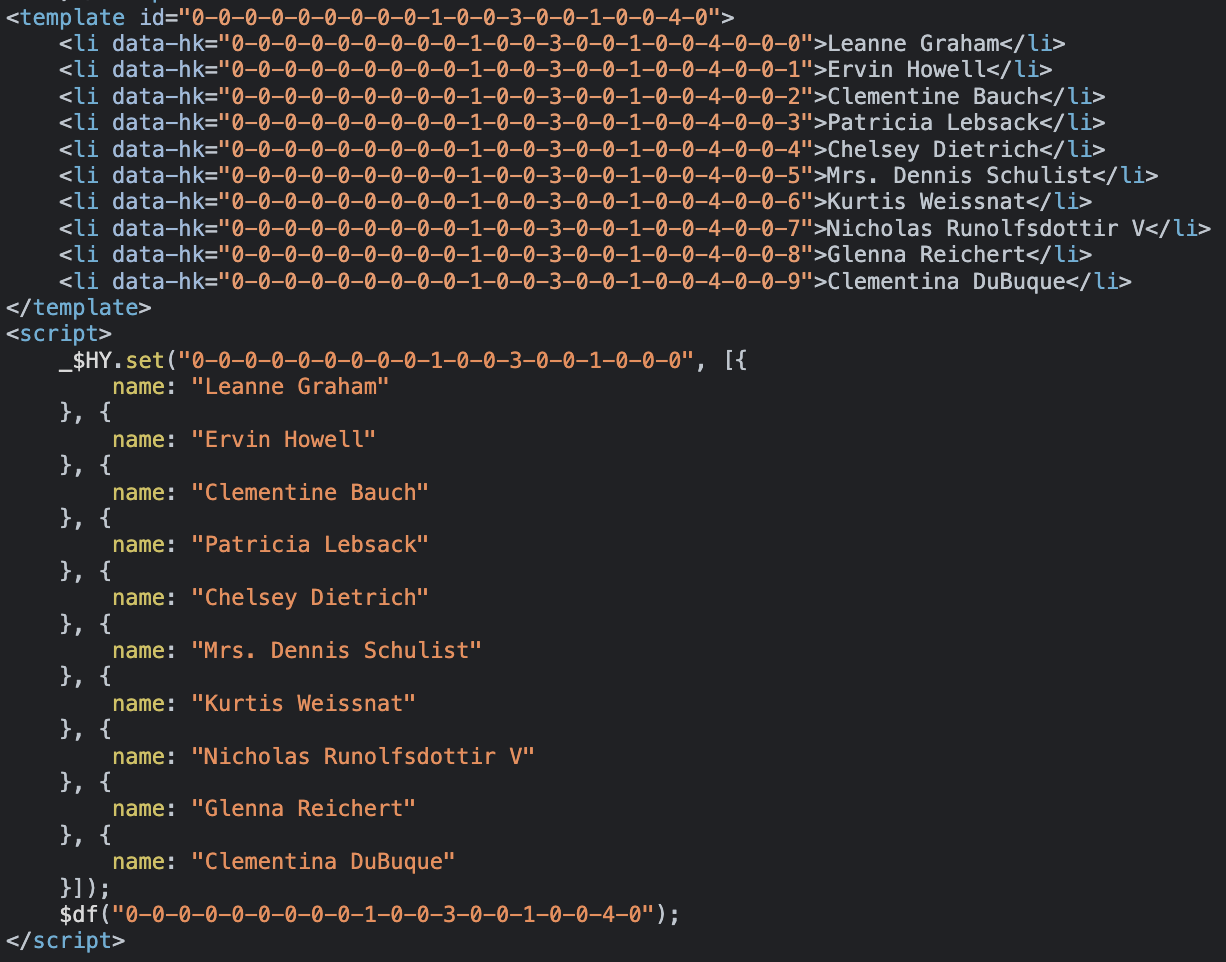 <template id="0-0-0-0-0-0-0-0-0-1-0-0-3-0-0-1-0-0-4-0">
<li data-hk="0-0-0-0-0-0-0-0-0-1-0-0-3-0-0-1-0-0-4-0-0-0">Leanne Graham</li>
<li data-hk="0-0-0-0-0-0-0-0-0-1-0-0-3-0-0-1-0-0-4-0-0-1">Ervin Howell</li>
<li data-hk="0-0-0-0-0-0-0-0-0-1-0-0-3-0-0-1-0-0-4-0-0-2">Clementine Bauch</li>
<li data-hk="0-0-0-0-0-0-0-0-0-1-0-0-3-0-0-1-0-0-4-0-0-3">Patricia Lebsack</li>
<li data-hk="0-0-0-0-0-0-0-0-0-1-0-0-3-0-0-1-0-0-4-0-0-4">Chelsey Dietrich</li>
<li data-hk="0-0-0-0-0-0-0-0-0-1-0-0-3-0-0-1-0-0-4-0-0-5">Mrs. Dennis Schulist</li>
<li data-hk="0-0-0-0-0-0-0-0-0-1-0-0-3-0-0-1-0-0-4-0-0-6">Kurtis Weissnat</li>
<li data-hk="0-0-0-0-0-0-0-0-0-1-0-0-3-0-0-1-0-0-4-0-0-7">Nicholas Runolfsdottir V</li>
<li data-hk="0-0-0-0-0-0-0-0-0-1-0-0-3-0-0-1-0-0-4-0-0-8">Glenna Reichert</li>
<li data-hk="0-0-0-0-0-0-0-0-0-1-0-0-3-0-0-1-0-0-4-0-0-9">Clementina DuBuque</li>
</template>
<script>
_$HY.set("0-0-0-0-0-0-0-0-0-1-0-0-3-0-0-1-0-0-0", [{
name: "Leanne Graham"
}, {
name: "Ervin Howell"
}, {
name: "Clementine Bauch"
}, {
name: "Patricia Lebsack"
}, {
name: "Chelsey Dietrich"
}, {
name: "Mrs. Dennis Schulist"
}, {
name: "Kurtis Weissnat"
}, {
name: "Nicholas Runolfsdottir V"
}, {
name: "Glenna Reichert"
}, {
name: "Clementina DuBuque"
}]);
$df("0-0-0-0-0-0-0-0-0-1-0-0-3-0-0-1-0-0-4-0");
</script>